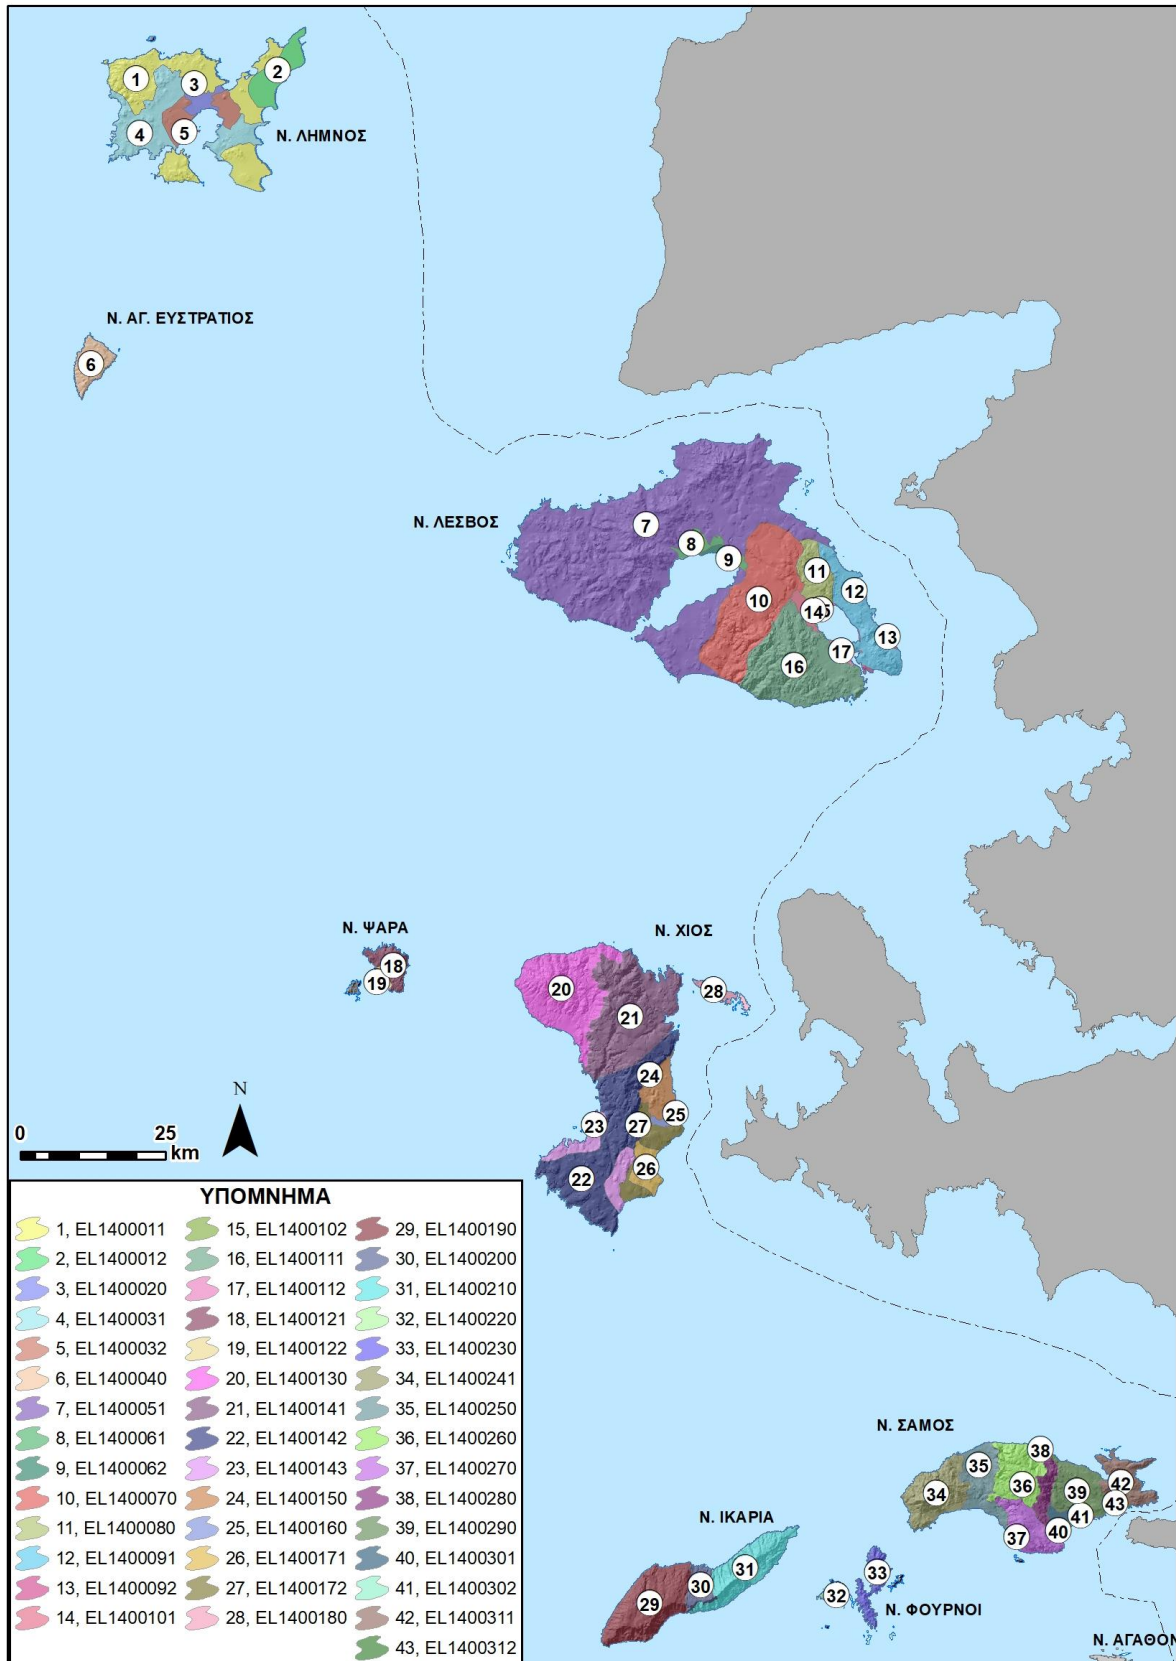 1
2
3
4
5
Ν. ΛΗΜΝΟΣ
Ν. ΑΓ. ΕΥΣΤΡΑΤΙΟΣ
6
Ν. ΛΕΣΒΟΣ
7
8
9
10
11
12
14
13
17
16
Ν. ΨΑΡΑ
18
19
Ν. ΧΙΟΣ
20
21
28
24
25
23
27
26
22
N
0 25
km
ΥΠΟΜΝΗΜΑ
1, EL1400011
2, EL1400012
3, EL1400020
4, EL1400031
5, EL1400032
6, EL1400040
7, EL1400051
8, EL1400061
9, EL1400062
10, EL1400070
11, EL1400080
12, EL1400091
13, EL1400092
14, EL1400101
15, EL1400102
16, EL1400111
17, EL1400112
18, EL1400121
19, EL1400122
20, EL1400130
21, EL1400141
22, EL1400142
23, EL1400143
24, EL1400150
25, EL1400160
26, EL1400171
27, EL1400172
28, EL1400180
29, EL1400190
30, EL1400200
31, EL1400210
32, EL1400220
33, EL1400230
34, EL1400241
35, EL1400250
36, EL1400260
37, EL1400270
38, EL1400280
39, EL1400290
40, EL1400301
41, EL1400302
42, EL1400311
43, EL1400312
Ν. ΣΑΜΟΣ
38
35
36
42
34
39
43
41
40
37
Ν. ΙΚΑΡΙΑ
31
30
29
33
32
Ν. ΦΟΥΡΝΟΙ
Ν. ΑΓΑΘΟΝ